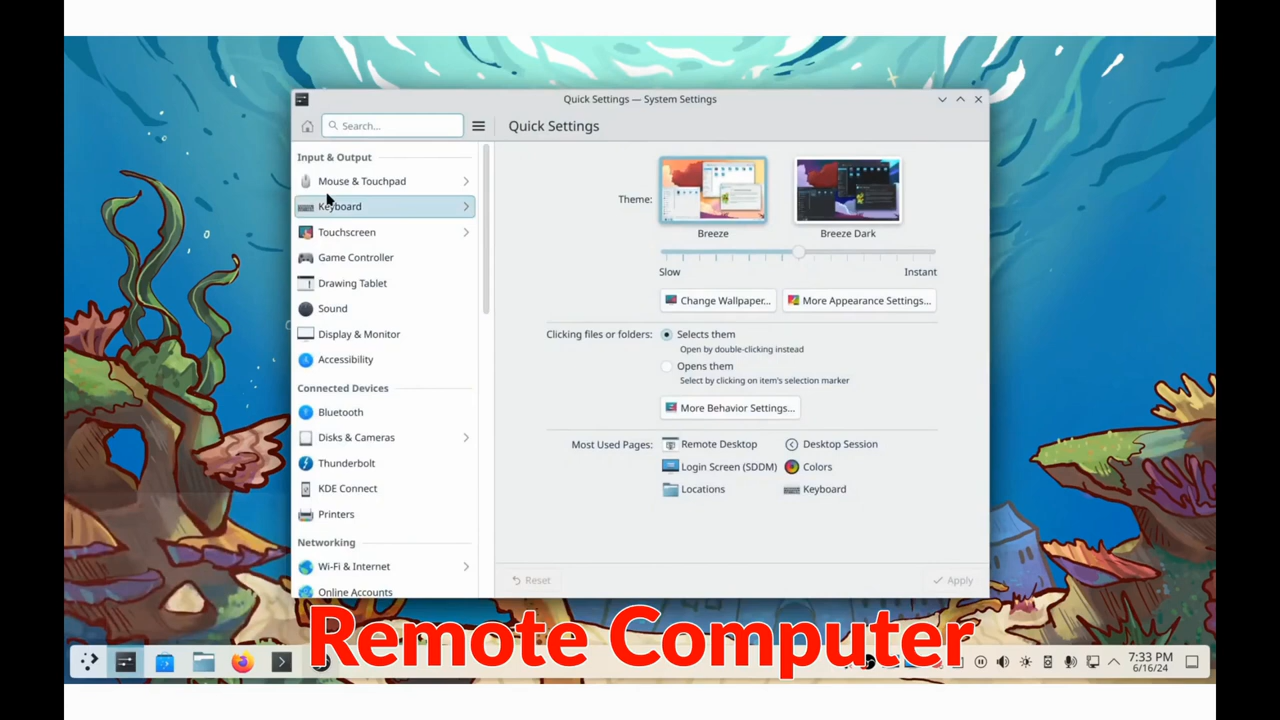 Quick Settings — System Settings
Search...
Quick Settings
Input & Output
Mouse & Touchpad
Keyboard
Touchscreen
Game Controller
Drawing Tablet
Sound
Display & Monitor
Accessibility
Connected Devices
Bluetooth
Disks & Cameras
Thunderbolt
KDE Connect
Printers
Networking
Wi-Fi & Internet
Online Accounts
Theme:
Breeze
Breeze Dark
Slow
Instant
Change Wallpaper...
More Appearance Settings...
Clicking files or folders:
Selects them
Open by double-clicking instead
Opens them
Select by clicking on item's selection marker
More Behavior Settings...
Most Used Pages:
Remote Desktop
Desktop Session
Login Screen (SDDM)
Colors
Locations
Keyboard
Reset
Apply
Remote Computer
7:33 PM
6/16/24